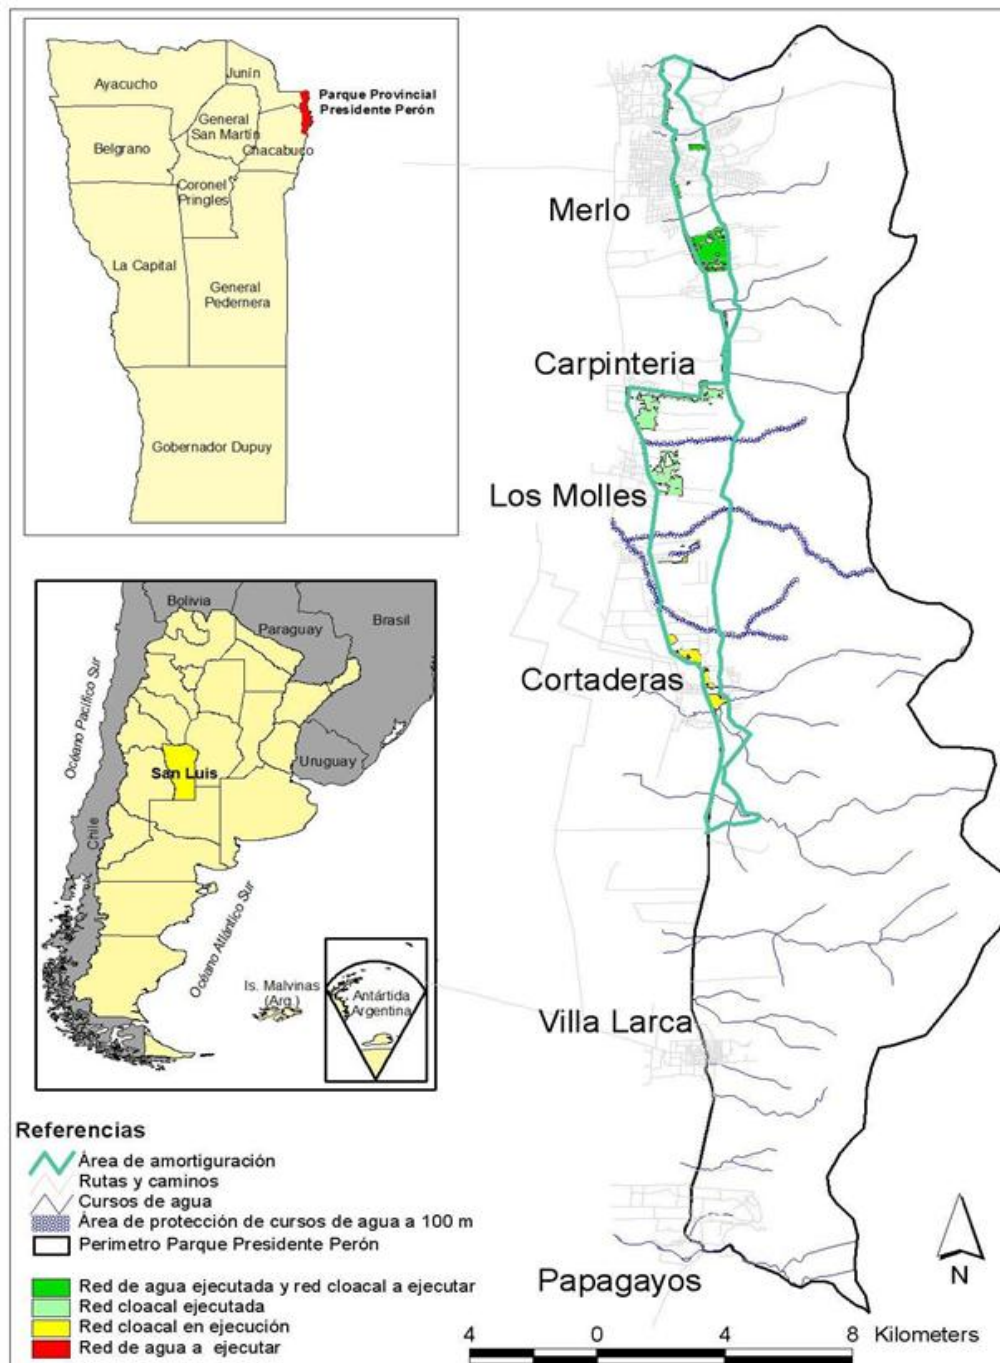 Ayacucho
Junín
Parque Provincial
Presidente Perón
General
San Martín
Belgrano
Chacabuco
Coronel
Pringles
La Capital
General
Pedernera
Gobernador Dupuy
Bolivia
Paraguay
Brasil
Océano Pacífico Sur
San Luis
Uruguay
Chile
Océano Atlántico Sur
Is. Malvinas
(Arg.)
Antártida
Argentina
Merlo
Carpinteria
Los Molles
Cortaderas
Villa Larca
Papagayos
Referencias
Área de amortiguración
Rutas y caminos
Cursos de agua
Área de protección de cursos de agua a 100 m
Perimetro Parque Presidente Perón
Red de agua ejecutada y red cloacal a ejecutar
Red cloacal ejecutada
Red cloacal en ejecución
Red de agua a ejecutar
N
4 0 4 8 Kilometers